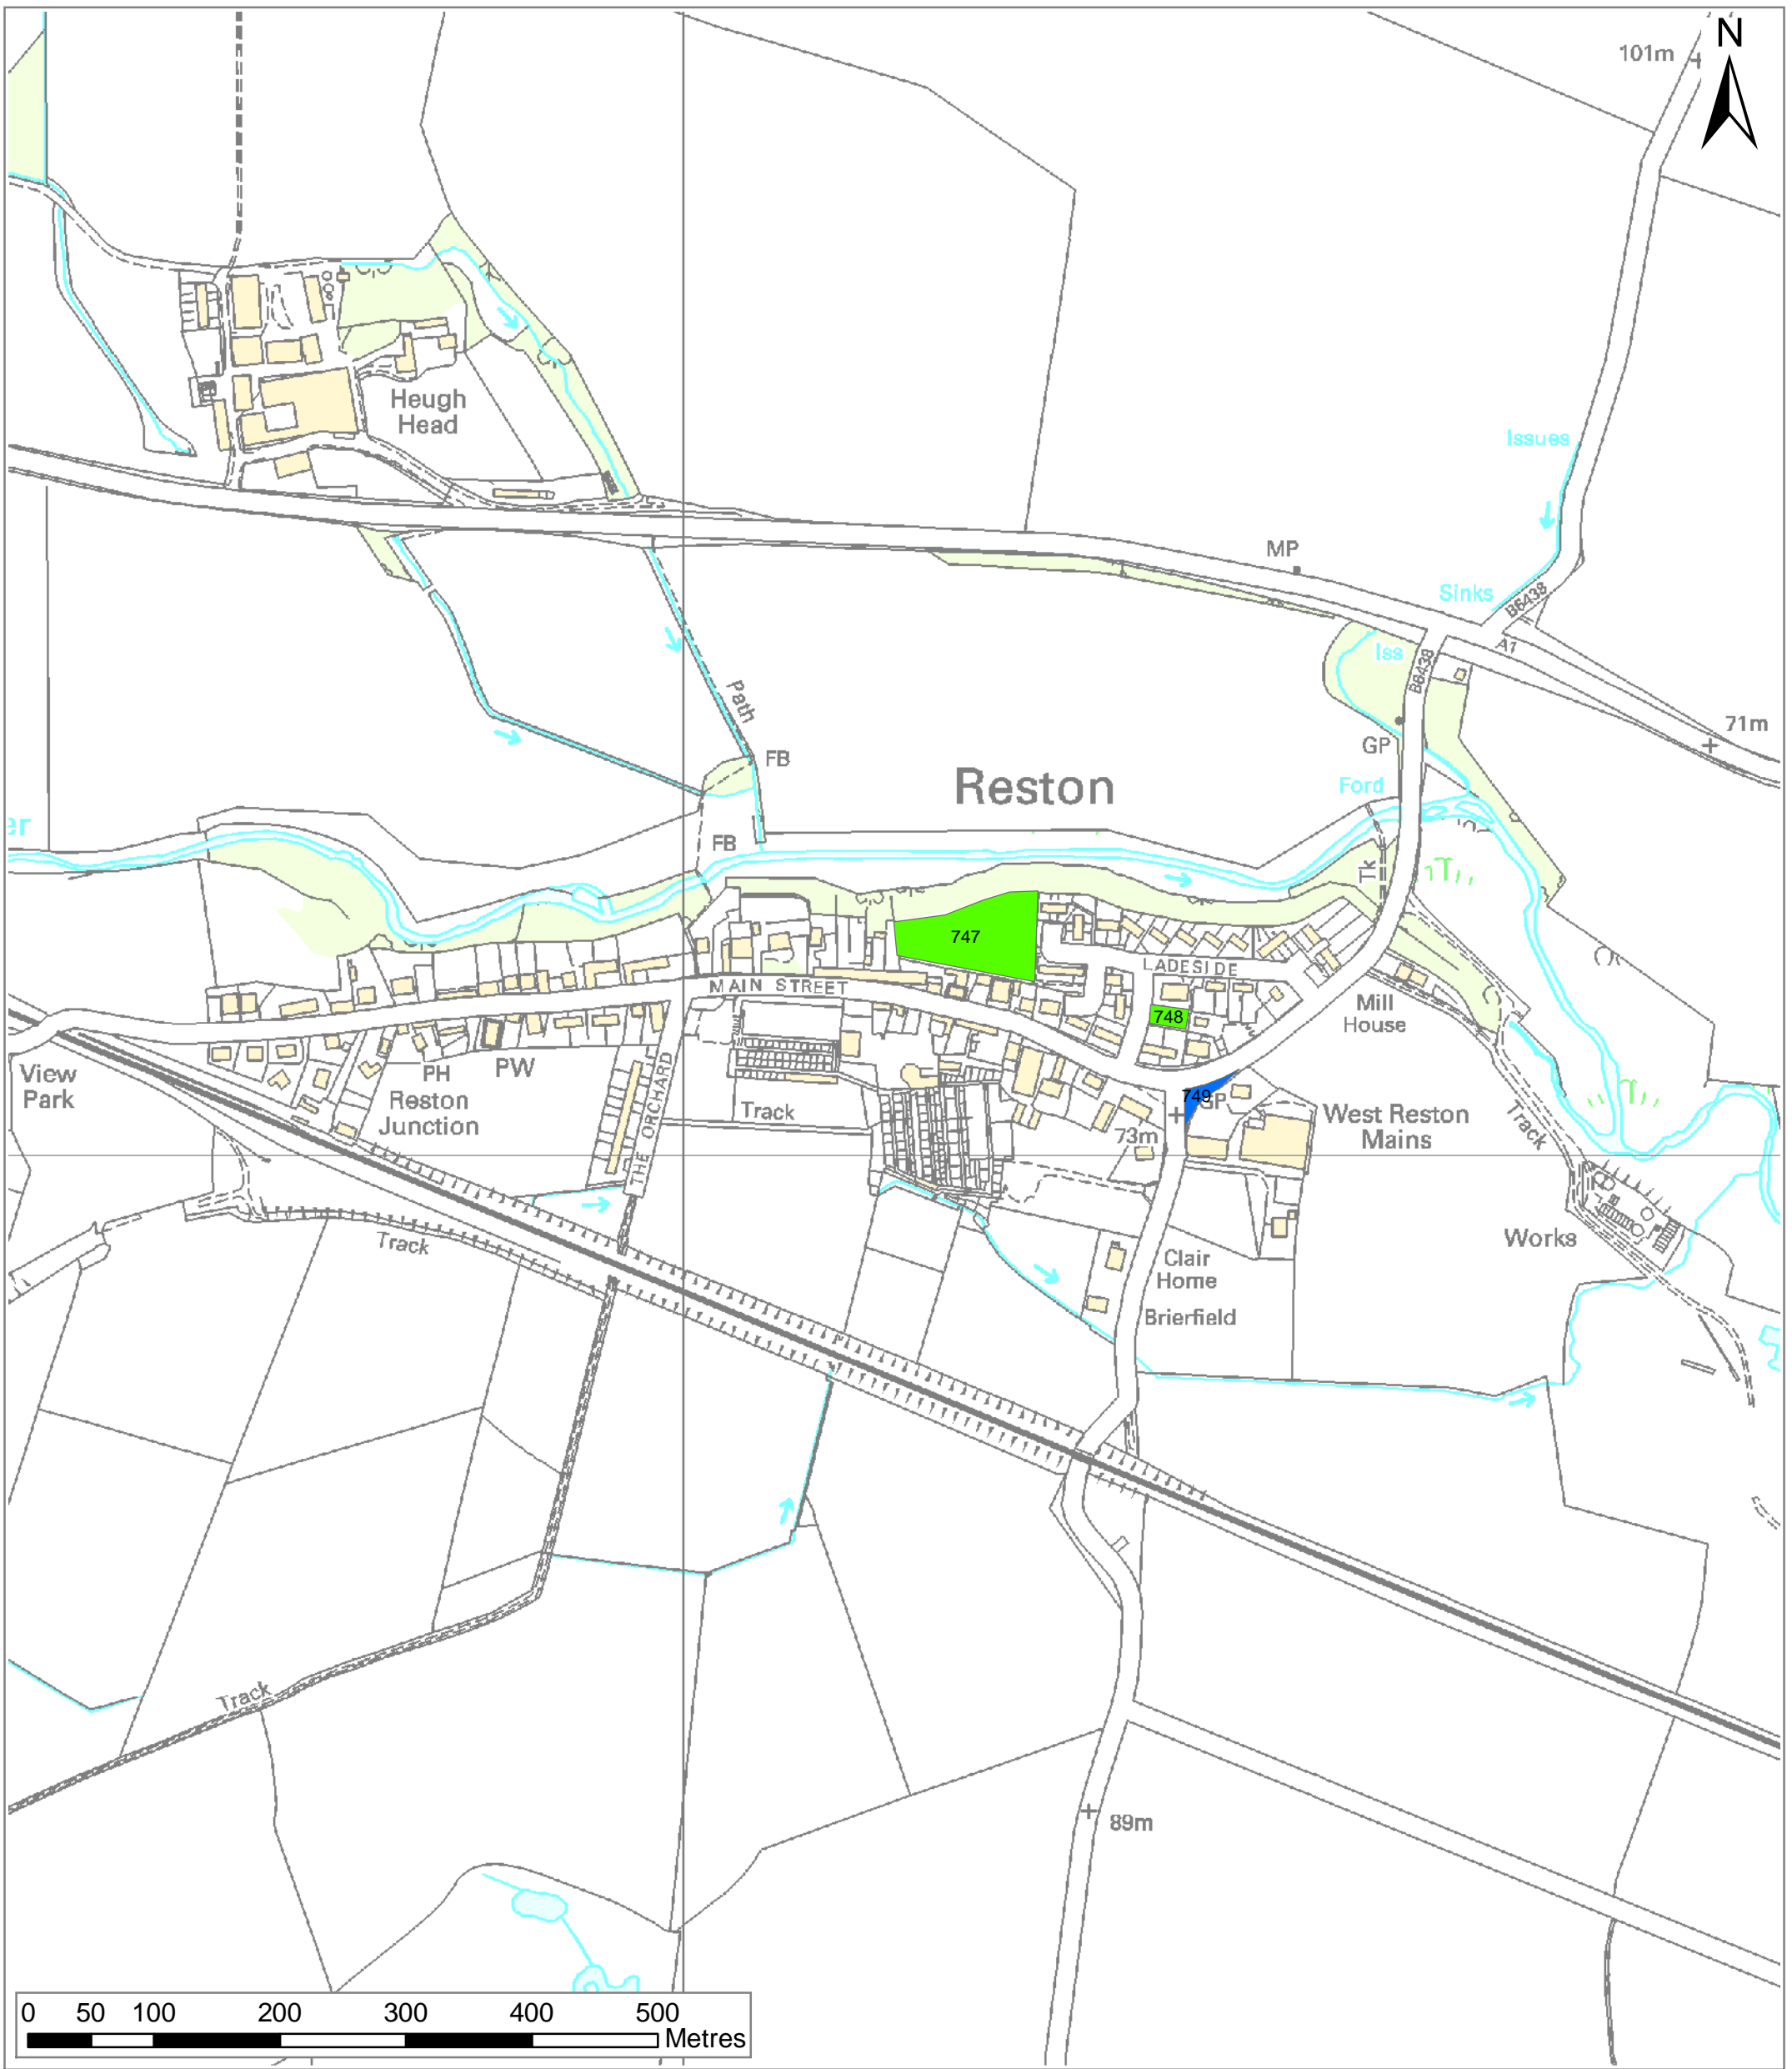 N
101m
Heugh
Head
Issues
MP
Sinks
B6438
A1
Iss
B6438
Path
71m
GP
FB
Reston
Ford
er
FB
Tk
747
LADESIDE
MAIN STREET
748
Mill
House
View
Park
PH
PW
Reston
Junction
THE ORCHARD
Track
749
GP
73m
West Reston
Mains
Track
Track
Works
Clair
Home
Brierfield
Track
89m
0 50 100 200 300 400 500
Metres